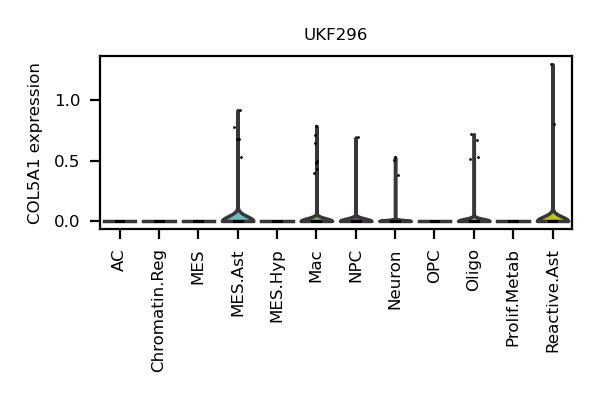 UKF296
COL5A1 expression
1.0
0.5
0.0
AC
Chromatin.Reg
MES
MES.Ast
MES.Hyp
Mac
NPC
Neuron
OPC
Oligo
Prolif.Metab
Reactive.Ast